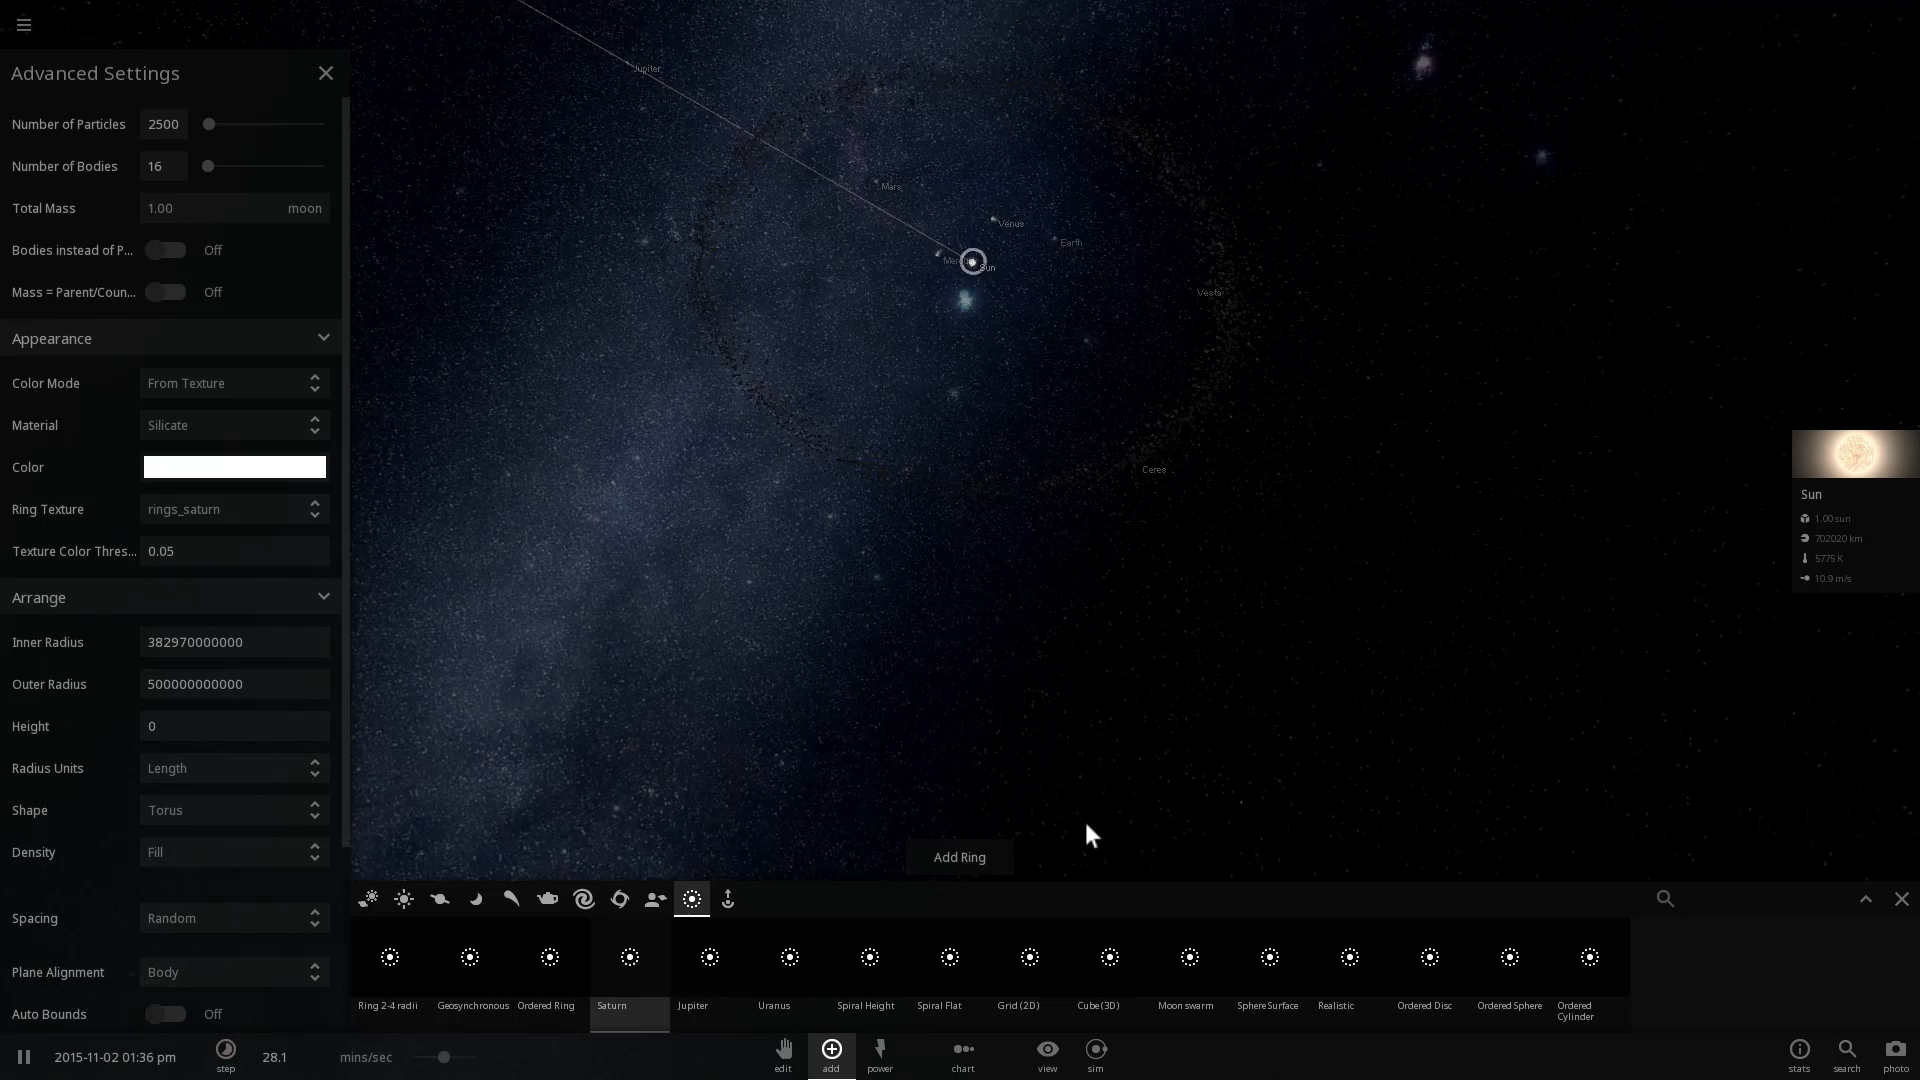 Advanced Settings
Number of Particles 2500
Number of Bodies 16
Total Mass 1.00 moon
Bodies instead of P... Off
Mass = Parent/Coun... Off
Appearance
Color Mode From Texture
Material Silicate
Color
Ring Texture rings_saturn
Texture Color Thres... 0.05
Arrange
Inner Radius 382970000000
Outer Radius 500000000000
Height 0
Radius Units Length
Shape Torus
Density Fill
Spacing Random
Plane Alignment Body
Auto Bounds Off
Jupiter
Mars
Venus
Earth
Sun
Vesta
Ceres
Sun
1.00 sun
702020 km
5775 K
10.9 m/s
Add Ring
Ring 2-4 radii Geosynchronous Ordered Ring Saturn Jupiter Uranus Spiral Height Spiral Flat Grid (2D) Cube (3D) Moon swarm Sphere Surface Realistic Ordered Disc Ordered Sphere Ordered
Cylinder
2015-11-02 01:36 pm step 28.1 mins/sec edit add power chart view sim stats search photo